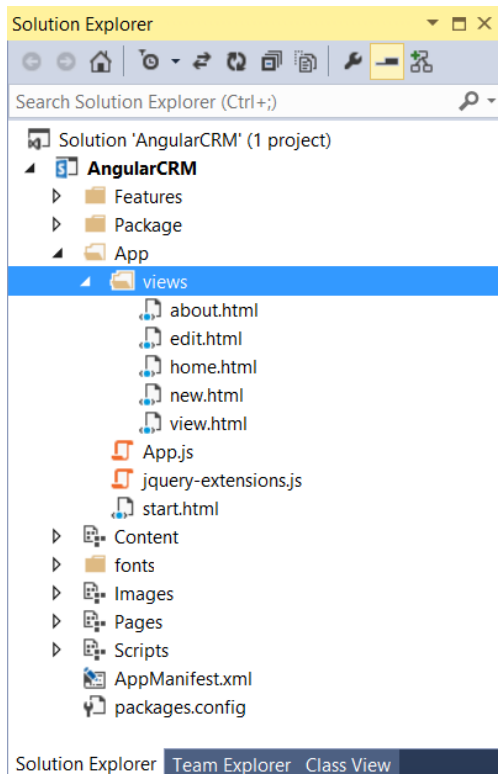 Solution Explorer
Search Solution Explorer (Ctrl+;)
Solution 'AngularCRM' (1 project)
AngularCRM
Features
Package
App
views
about.html
edit.html
home.html
new.html
view.html
App.js
jquery-extensions.js
start.html
Content
fonts
Images
Pages
Scripts
AppManifest.xml
packages.config
Solution Explorer Team Explorer Class View